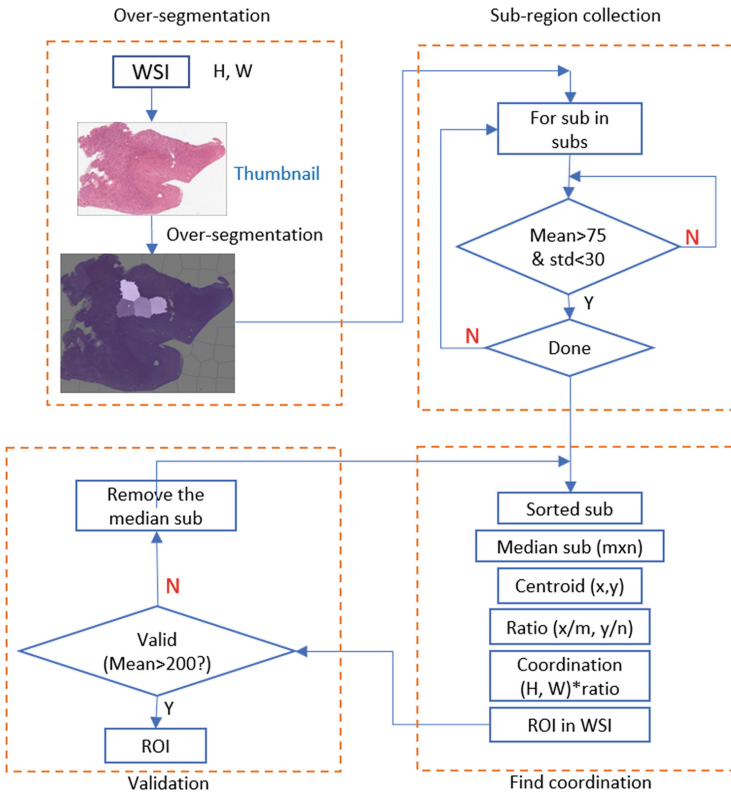 Over-segmentation
WSI
H, W
Thumbnail
Over-segmentation
Sub-region collection
For sub in
subs
Mean>75
& std<30
N
Y
Done
N
Sorted sub
Median sub (mxn)
Centroid (x,y)
Ratio (x/m, y/n)
Coordination
(H, W)*ratio
ROI in WSI
Find coordination
Remove the
median sub
N
Valid
(Mean>200?)
Y
ROI
Validation